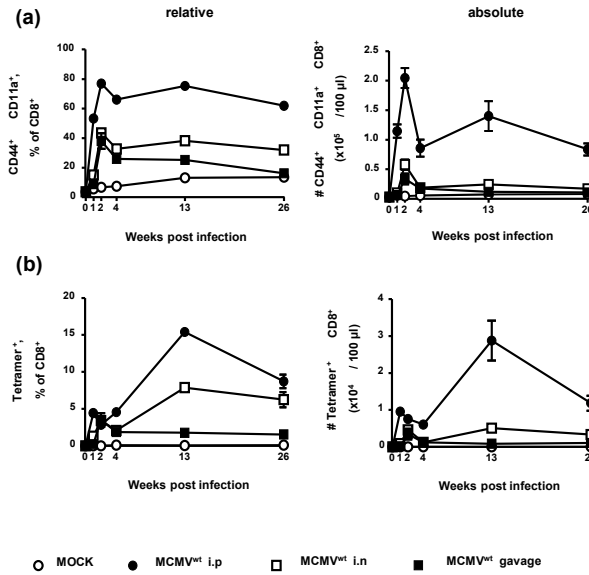 (a)
relative
absolute
CD44⁺ CD11a⁺,
% of CD8⁺
100
80
60
40
20
0
0 1 2 4 13 26
Weeks post infection
# CD44⁺ CD11a⁺ CD8⁺
(x10⁵ /100 µl)
2.5
2.0
1.5
1.0
0.5
0
0 1 2 4 13 26
Weeks post infection
(b)
Tetramer⁺,
% of CD8⁺
20
15
10
5
0
0 1 2 4 13 26
Weeks post infection
# Tetramer⁺ CD8⁺
(x10⁴ / 100 µl)
4
3
2
1
0
0 1 2 4 13 2
Weeks post infection
MOCK MCMVʷᵗ i.p MCMVʷᵗ i.n MCMVʷᵗ gavage